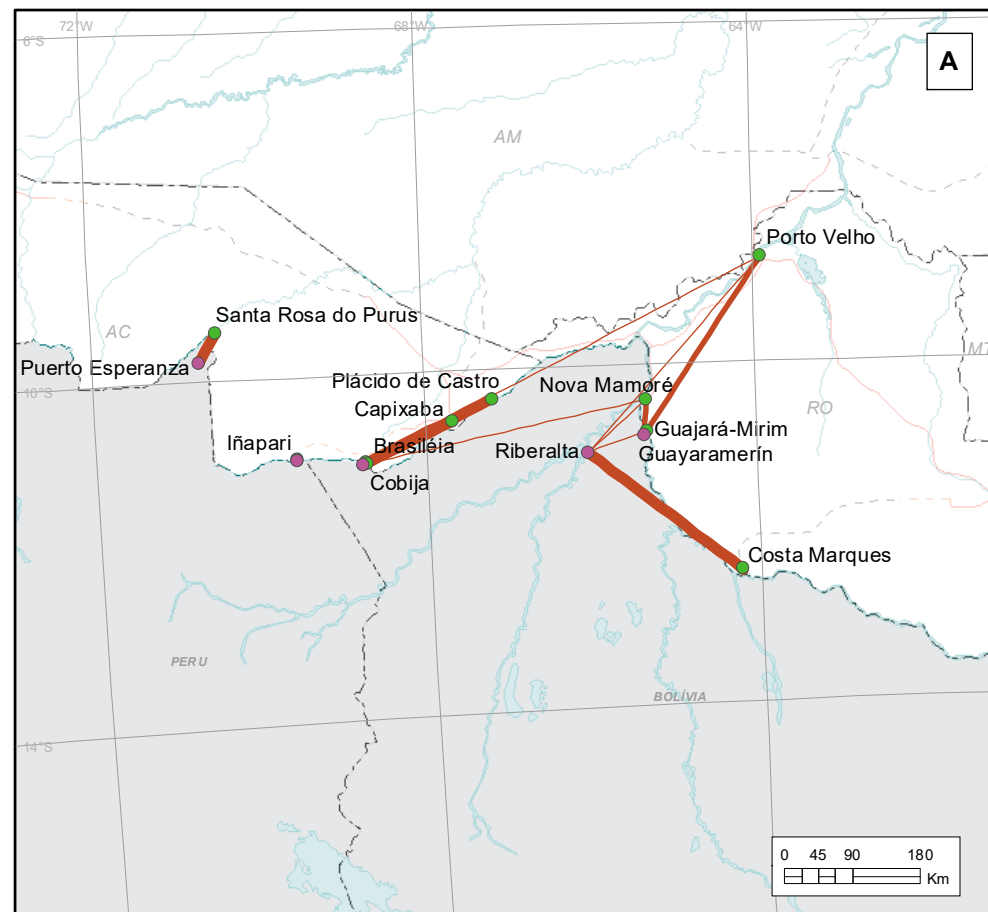 72°W
68°W
64°W
6°S
A
AM
Porto Velho
Santa Rosa do Purus
AC
Puerto Esperanza
MT
10°S
Plácido de Castro
Nova Mamoré
Capixaba
RO
Iñapari
Brasiléia
Guajará-Mirim
Riberalta
Guayaramerín
Cobija
Costa Marques
PERU
BOLÍVIA
14°S
0 45 90 180
Km